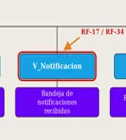 RF-17 / RF-34
V_Notificacion
Bandeja de
notificaciones
recibidas